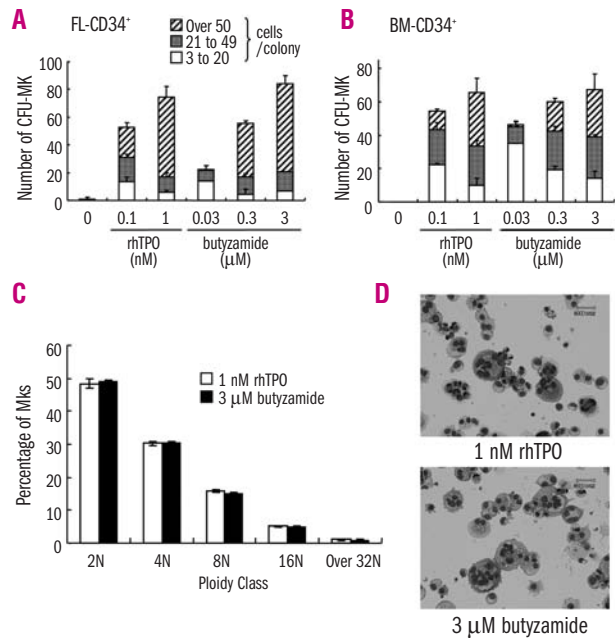 A
FL-CD34+
Over 50
21 to 49
3 to 20
cells
/colony
Number of CFU-MK
100
80
60
40
20
0
0 0.1 1 0.03 0.3 3
rhTPO
(nM)
butyzamide
(μM)
B
BM-CD34+
Number of CFU-MK
80
60
40
20
0
0 0.1 1 0.03 0.3 3
rhTPO
(nM)
butyzamide
(μM)
C
Percentage of Mks
60
50
40
30
20
10
0
1 nM rhTPO
3 μM butyzamide
2N 4N 8N 16N Over 32N
Ploidy Class
D
1 nM rhTPO
3 μM butyzamide